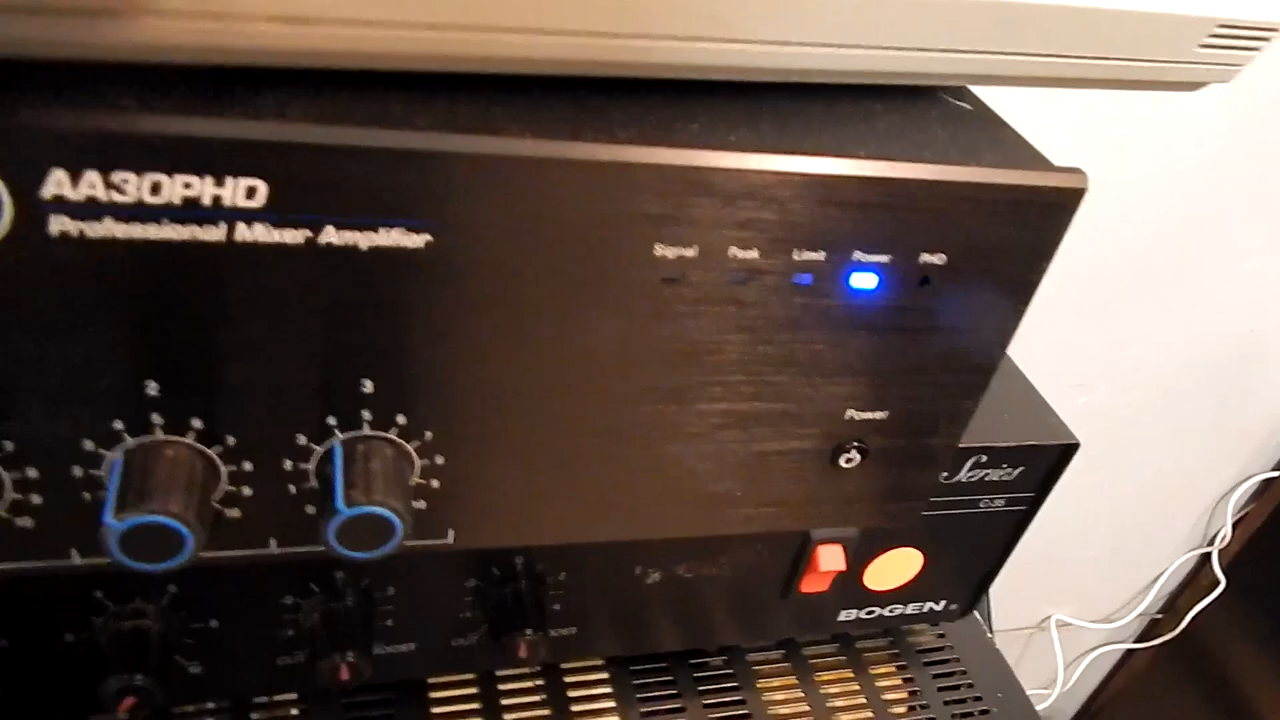 AA30PHD
Professional Mixer Amplifier
Signal Peak Limit Power PHD
2 3
Power
Series
C-35
BOGEN